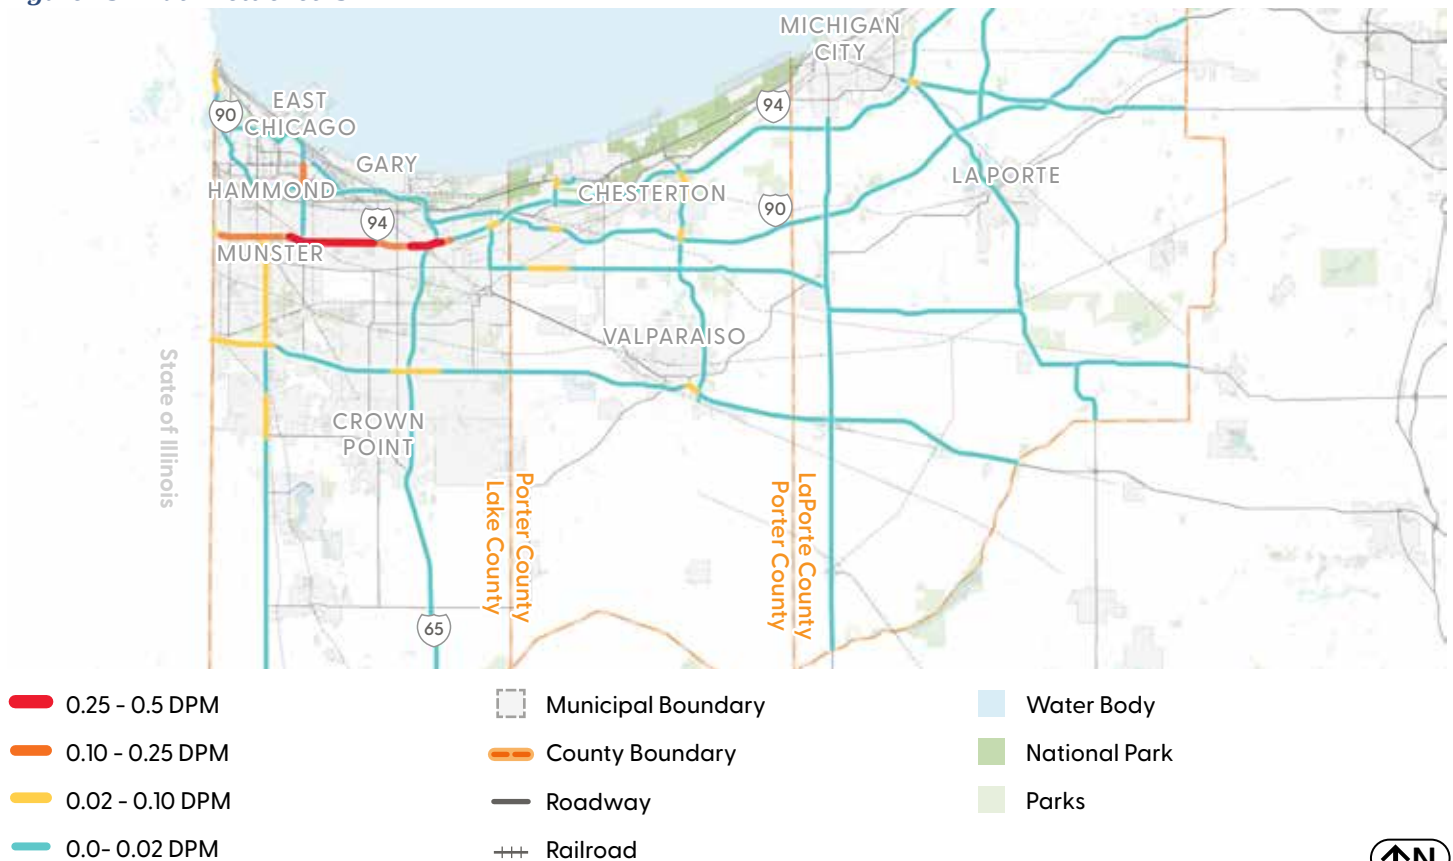 MICHIGAN
CITY
94
90
EAST
CHICAGO
GARY
HAMMOND
CHESTERTON
LA PORTE
94
90
MUNSTER
VALPARAISO
State of Illinois
CROWN
POINT
Porter County
Lake County
LaPorte County
Porter County
65
0.25 - 0.5 DPM
0.10 - 0.25 DPM
0.02 - 0.10 DPM
0.0- 0.02 DPM
Municipal Boundary
County Boundary
Roadway
Railroad
Water Body
National Park
Parks
N